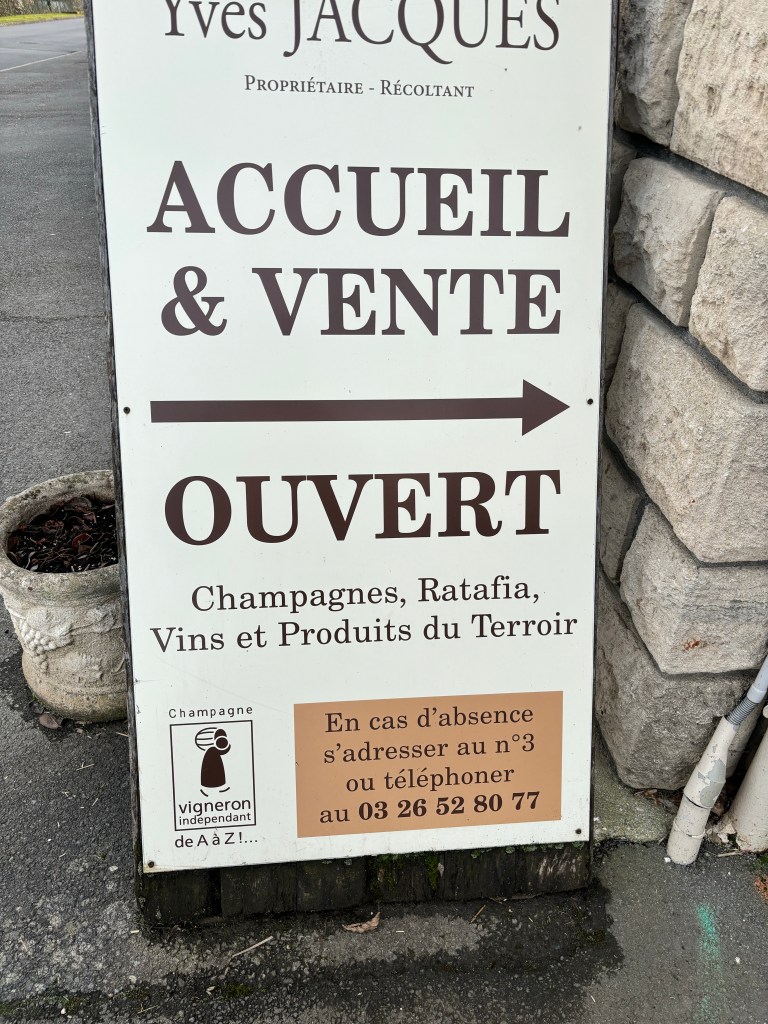 Yves JACQUES
PROPRIÉTAIRE - RÉCOLTANT
ACCUEIL
& VENTE
OUVERT
Champagnes, Ratafia,
Vins et Produits du Terroir
Champagne
vigneron
indépendant
de A à Z !...
En cas d'absence
s'adresser au n°3
ou téléphoner
au 03 26 52 80 77